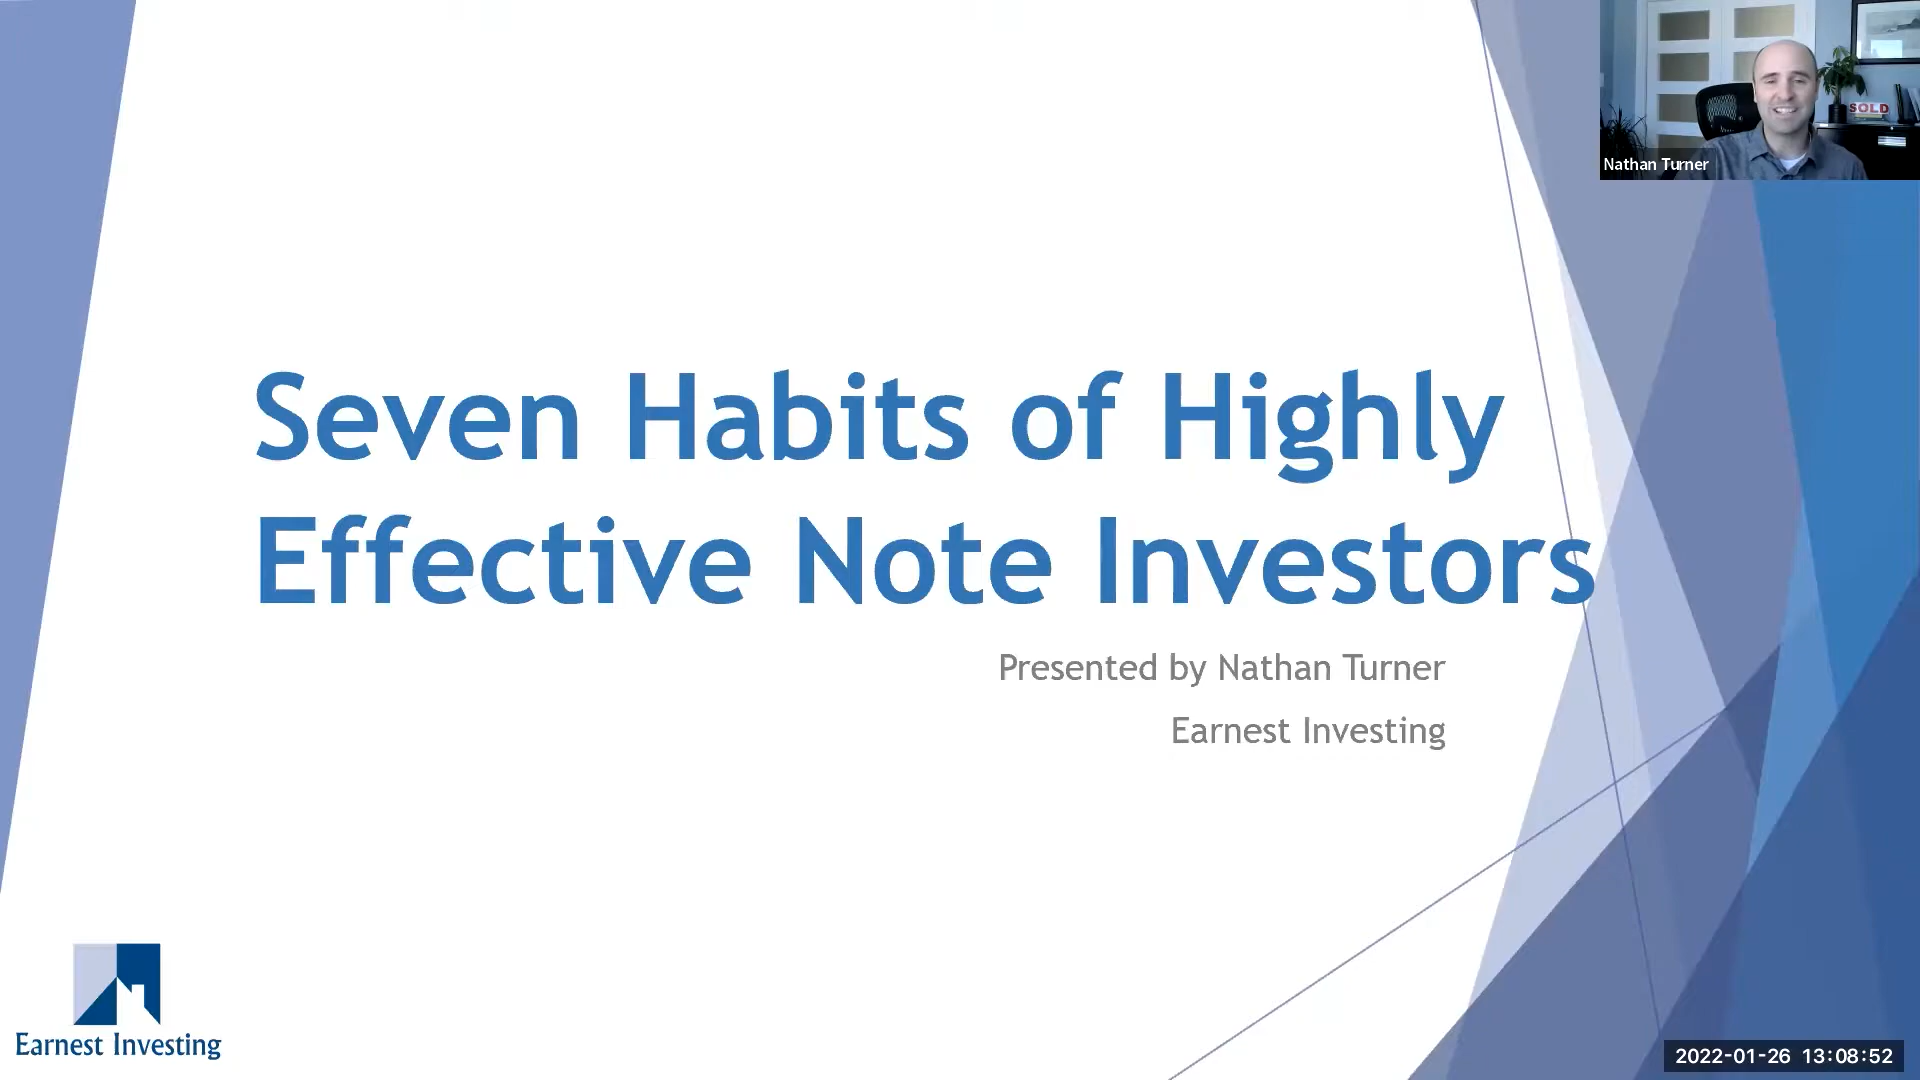 SOLD
Nathan Turner
Seven Habits of Highly
Effective Note Investors
Presented by Nathan Turner
Earnest Investing
Earnest Investing
2022-01-26 13:08:52